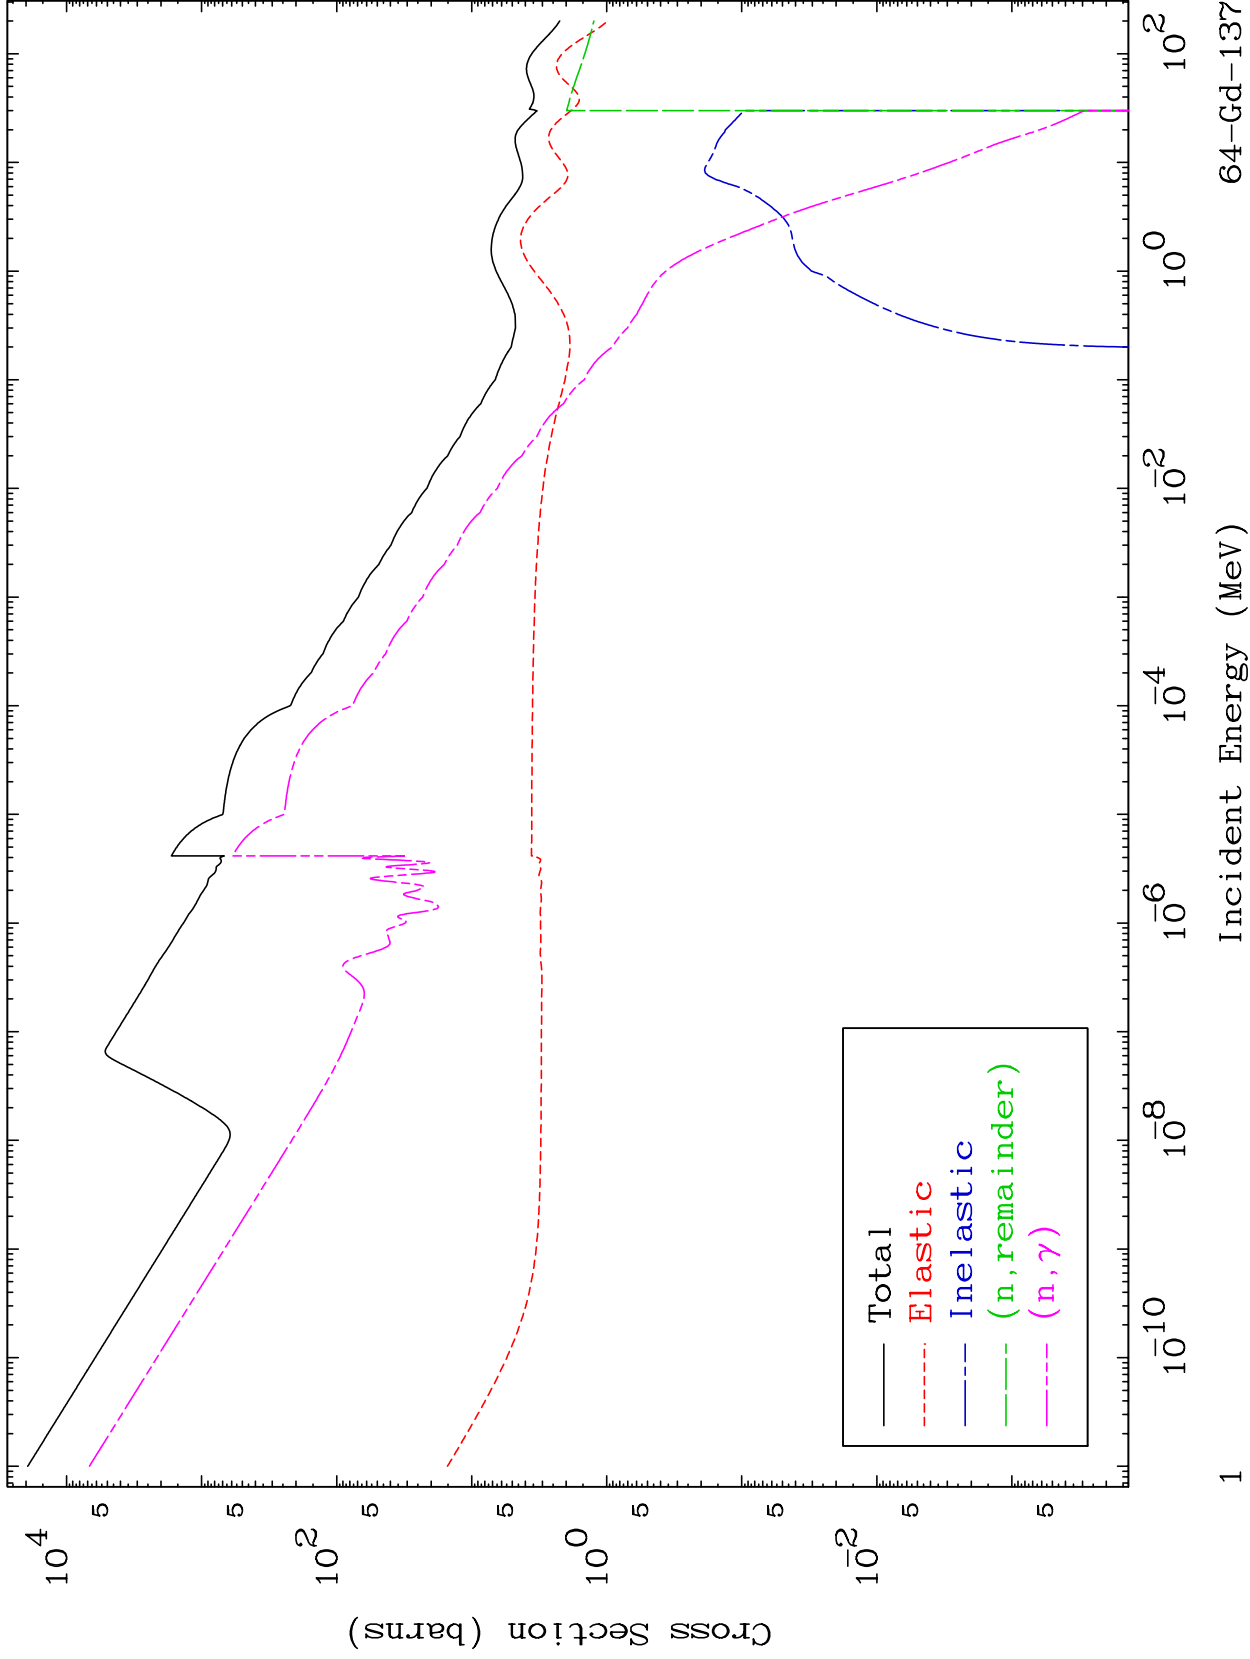 Cross Section (barns)
10^4
5
5
10^2
5
5
10^0
5
5
10^-2
5
5
Total
Elastic
Inelastic
(n,remainder)
(n,γ)
10^-10
10^-8
10^-6
10^-4
10^-2
10^0
10^2
1
Incident Energy (MeV)
64-Gd-137